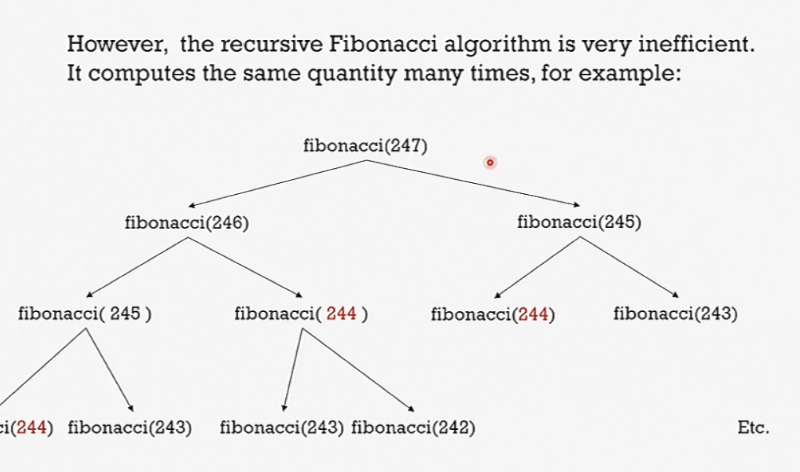 However, the recursive Fibonacci algorithm is very inefficient.
It computes the same quantity many times, for example:
fibonacci(247)
fibonacci(246) fibonacci(245)
fibonacci( 245 ) fibonacci( 244 ) fibonacci(244) fibonacci(243)
ci(244) fibonacci(243) fibonacci(243) fibonacci(242) Etc.